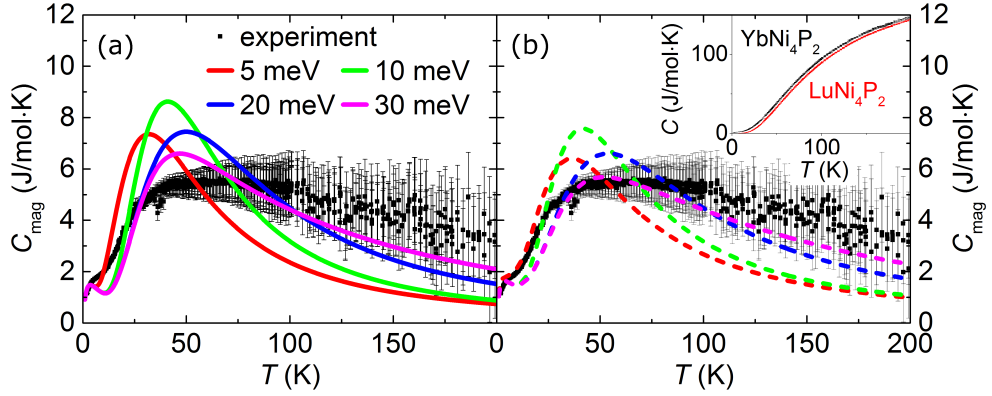 (a)
experiment
5 meV
10 meV
20 meV
30 meV
C_mag (J/mol·K)
12
10
8
6
4
2
0
0
50
100
150
T (K)
(b)
YbNi₄P₂
LuNi₄P₂
C (J/mol·K)
100
0
0
100
T (K)
12
10
8
6
4
2
0
C_mag (J/mol·K)
0
50
100
150
200
T (K)